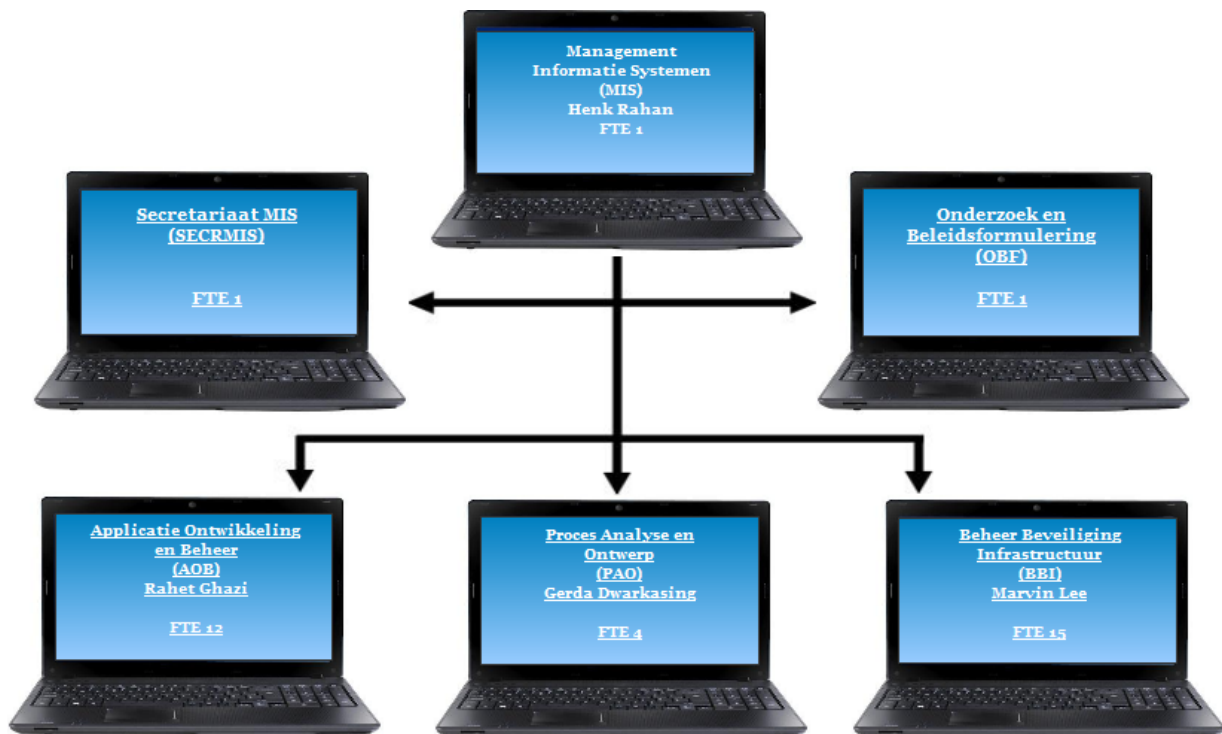 Management
Informatie Systemen
(MIS)
Henk Rahan
FTE 1
Secretariaat MIS
(SECRMIS)
FTE 1
Onderzoek en
Beleidsformulering
(OBF)
FTE 1
Applicatie Ontwikkeling
en Beheer
(AOB)
Rahet Ghazi
FTE 12
Proces Analyse en
Ontwerp
(PAO)
Gerda Dwarkasing
FTE 4
Beheer Beveiliging
Infrastructuur
(BBI)
Marvin Lee
FTE 15